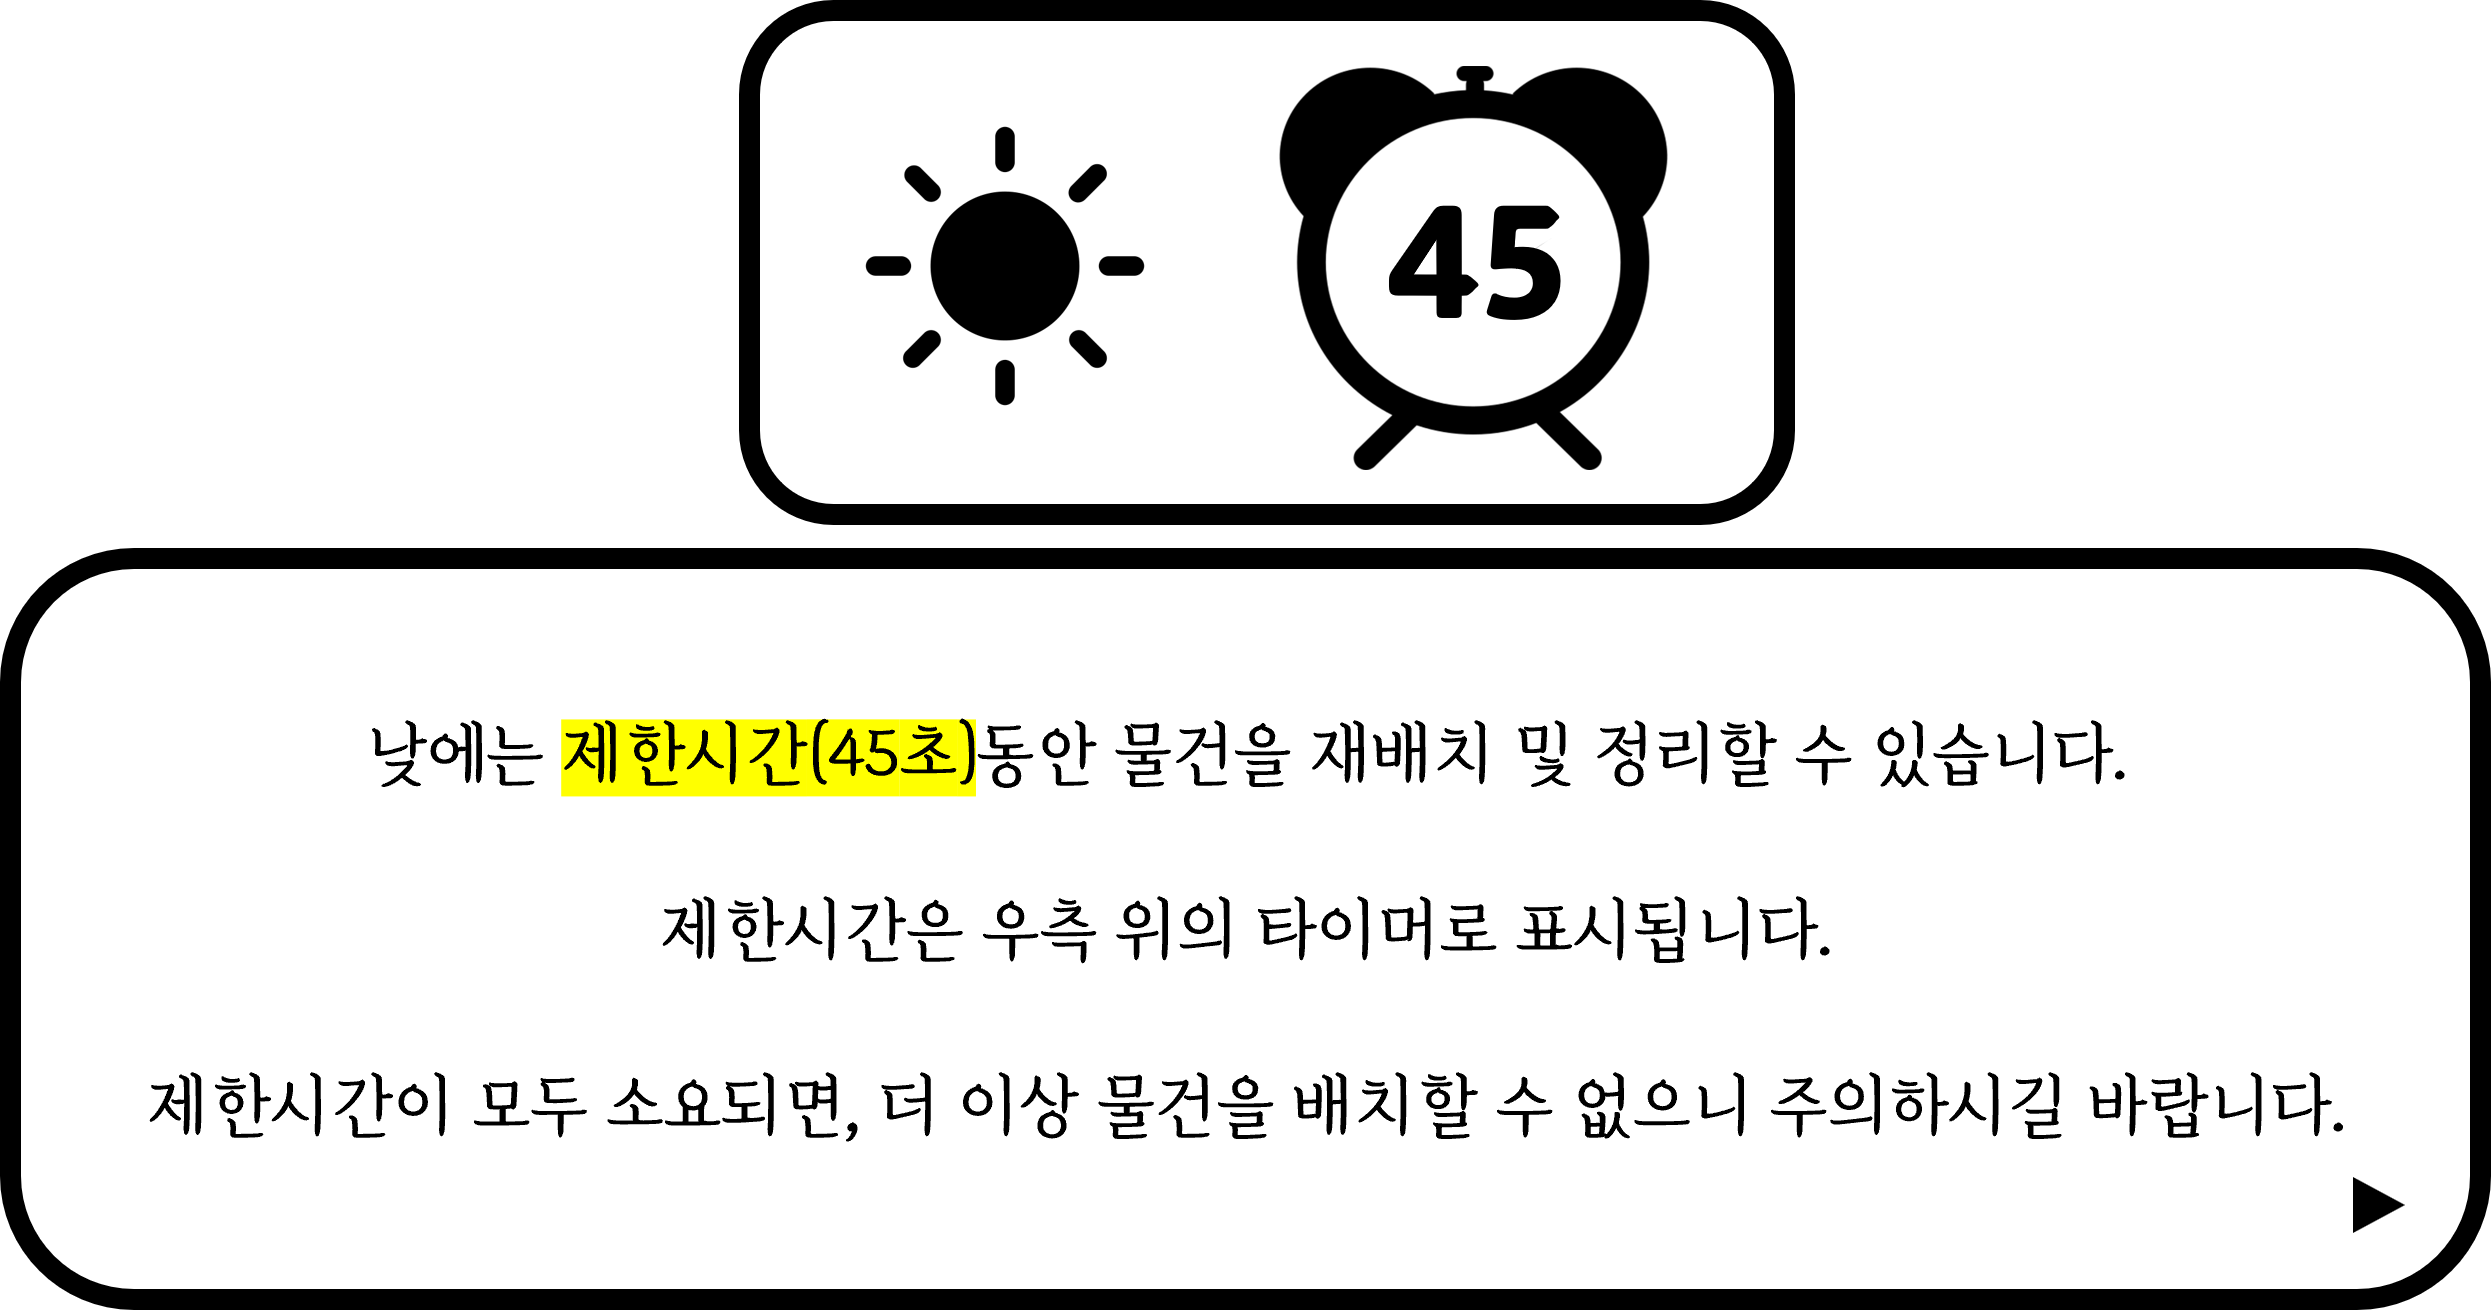 45
낮에는 제한시간(45초)동안 물건을 재배치 및 정리할 수 있습니다.
제한시간은 우측 위의 타이머로 표시됩니다.
제한시간이 모두 소요되면, 더 이상 물건을 배치할 수 없으니 주의하시길 바랍니다.